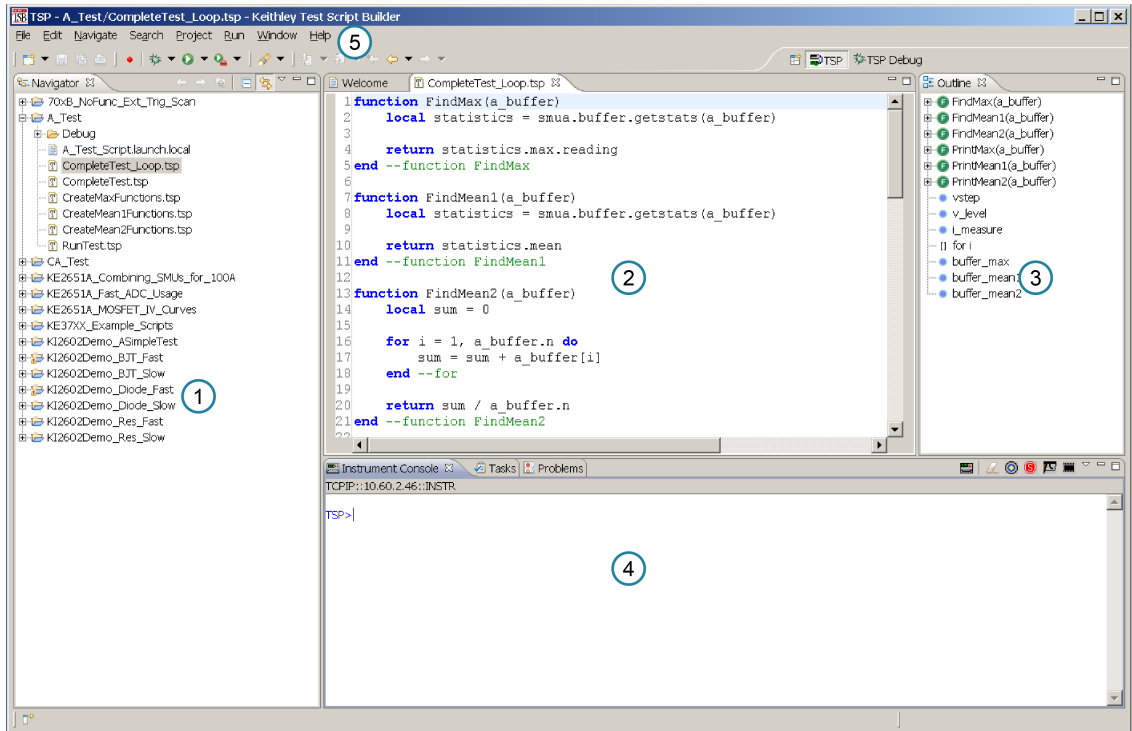 TSP - A_Test/CompleteTest_Loop.tsp - Keithley Test Script Builder
File Edit Navigate Search Project Run Window Help
5
TSP TSP Debug
Navigator
70xB_NoFunc_Ext_Trig_Scan
A_Test
Debug
A_Test_Script.launch.local
CompleteTest_Loop.tsp
CompleteTest.tsp
CreateMaxFunctions.tsp
CreateMean1Functions.tsp
CreateMean2Functions.tsp
RunTest.tsp
CA_Test
KE2651A_Combining_SMUs_for_100A
KE2651A_Fast_ADC_Usage
KE2651A_MOSFET_IV_Curves
KE37XX_Example_Scripts
KI2602Demo_ASimpleTest
KI2602Demo_BJT_Fast
KI2602Demo_BJT_Slow
KI2602Demo_Diode_Fast
KI2602Demo_Diode_Slow
KI2602Demo_Res_Fast
KI2602Demo_Res_Slow
1
Welcome CompleteTest_Loop.tsp
1 function FindMax(a_buffer)
2 local statistics = smua.buffer.getstats(a_buffer)
3
4 return statistics.max.reading
5 end --function FindMax
6
7 function FindMean1(a_buffer)
8 local statistics = smua.buffer.getstats(a_buffer)
9
10 return statistics.mean
11 end --function FindMean1
12
13 function FindMean2(a_buffer)
14 local sum = 0
15
16 for i = 1, a_buffer.n do
17 sum = sum + a_buffer[i]
18 end --for
19
20 return sum / a_buffer.n
21 end --function FindMean2
22
2
Outline
FindMax(a_buffer)
FindMean1(a_buffer)
FindMean2(a_buffer)
PrintMax(a_buffer)
PrintMean1(a_buffer)
PrintMean2(a_buffer)
vstep
v_level
i_measure
[] for i
buffer_max
buffer_mean1
buffer_mean2
3
Instrument Console Tasks Problems
TCPIP::10.60.2.46::INSTR
TSP>
4